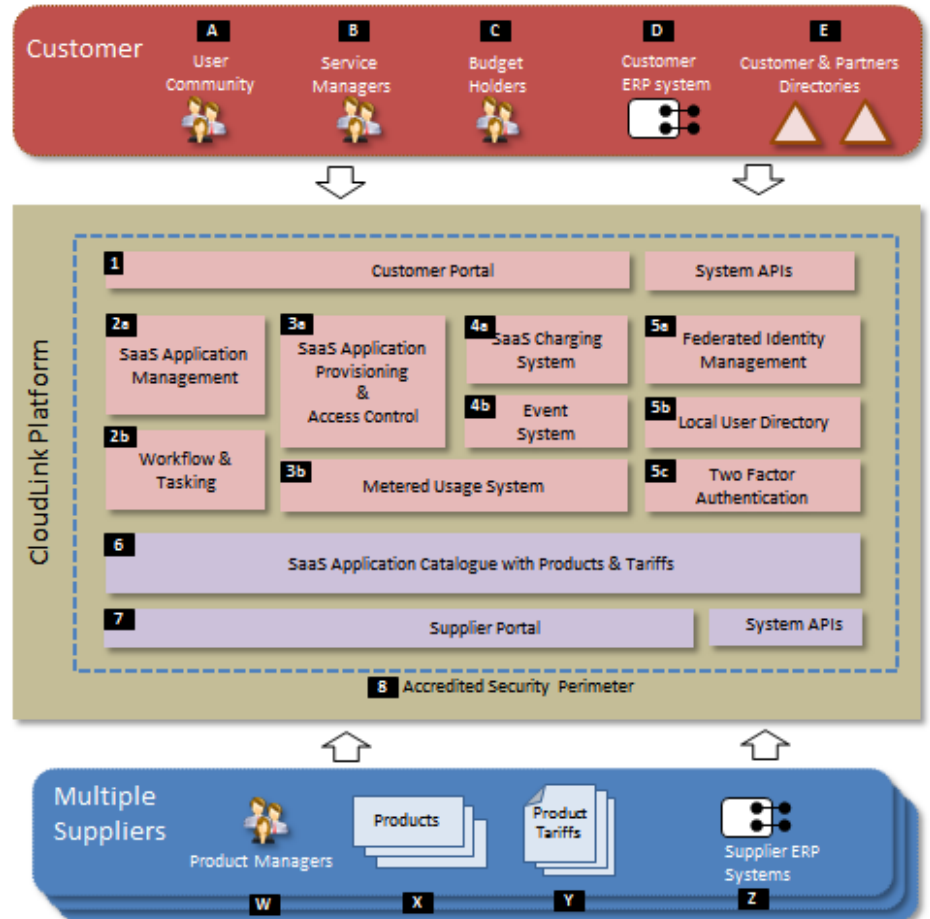 Customer
A
User
Community
B
Service
Managers
C
Budget
Holders
D
Customer
ERP system
E
Customer & Partners
Directories
CloudLink Platform
1
Customer Portal
System APIs
2a
SaaS Application
Management
3a
SaaS Application
Provisioning
&
Access Control
4a
SaaS Charging
System
5a
Federated Identity
Management
4b
Event
System
5b
Local User Directory
2b
Workflow &
Tasking
3b
Metered Usage System
5c
Two Factor
Authentication
6
SaaS Application Catalogue with Products & Tariffs
7
Supplier Portal
System APIs
8
Accredited Security Perimeter
Multiple
Suppliers
Product Managers
W
Products
X
Product
Tariffs
Y
Supplier ERP
Systems
Z